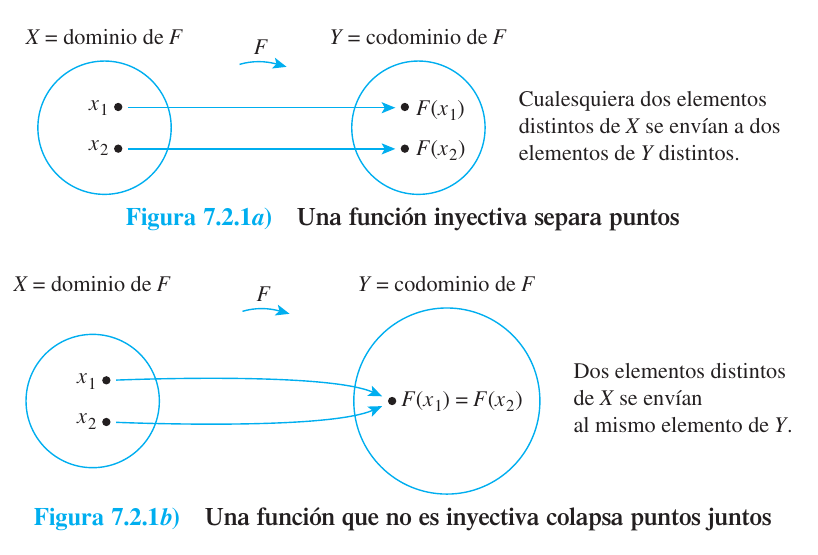 X = dominio de F
F
Y = codominio de F
x₁
F(x₁)
x₂
F(x₂)
Cualesquiera dos elementos
distintos de X se envían a dos
elementos de Y distintos.
Figura 7.2.1a) Una función inyectiva separa puntos
X = dominio de F
F
Y = codominio de F
x₁
x₂
F(x₁) = F(x₂)
Dos elementos distintos
de X se envían
al mismo elemento de Y.
Figura 7.2.1b) Una función que no es inyectiva colapsa puntos juntos